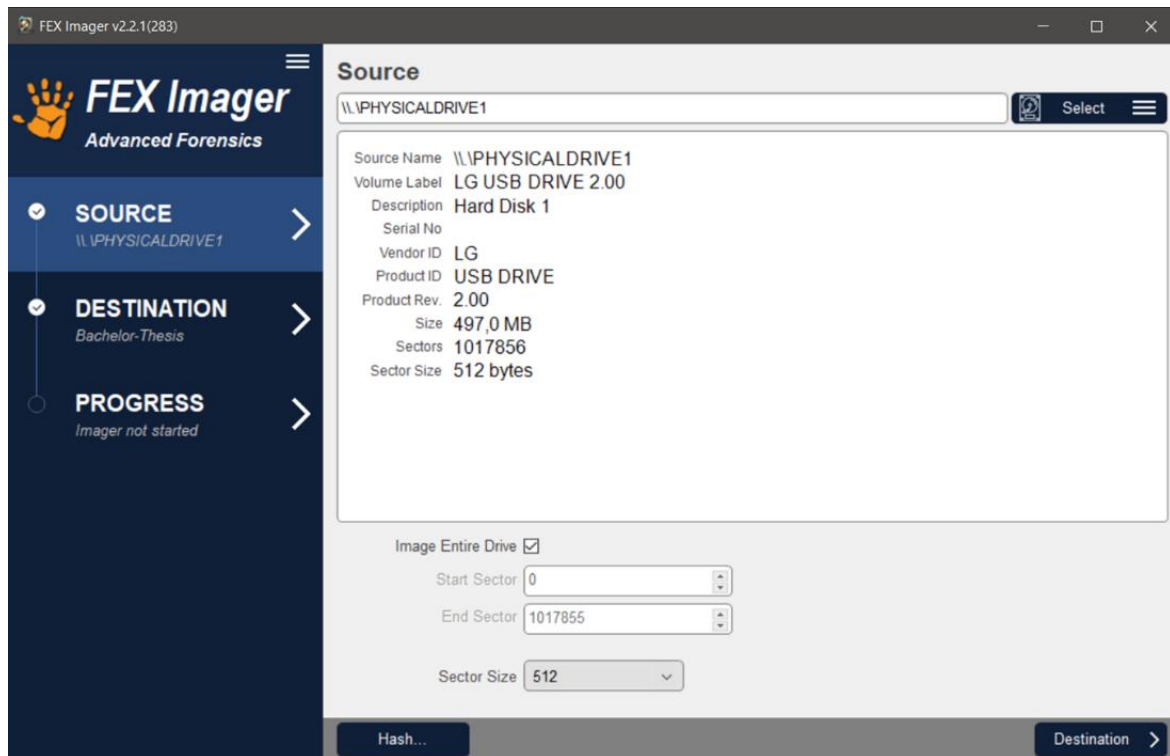 FEX Imager v2.2.1(283)
FEX Imager
Advanced Forensics
SOURCE
\\.\PHYSICALDRIVE1
DESTINATION
Bachelor-Thesis
PROGRESS
Imager not started
Source
\\.\PHYSICALDRIVE1
Select
Source Name \\.\PHYSICALDRIVE1
Volume Label LG USB DRIVE 2.00
Description Hard Disk 1
Serial No
Vendor ID LG
Product ID USB DRIVE
Product Rev. 2.00
Size 497,0 MB
Sectors 1017856
Sector Size 512 bytes
Image Entire Drive
Start Sector 0
End Sector 1017855
Sector Size 512
Hash...
Destination